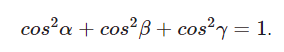 cos²α + cos²β + cos²γ = 1.